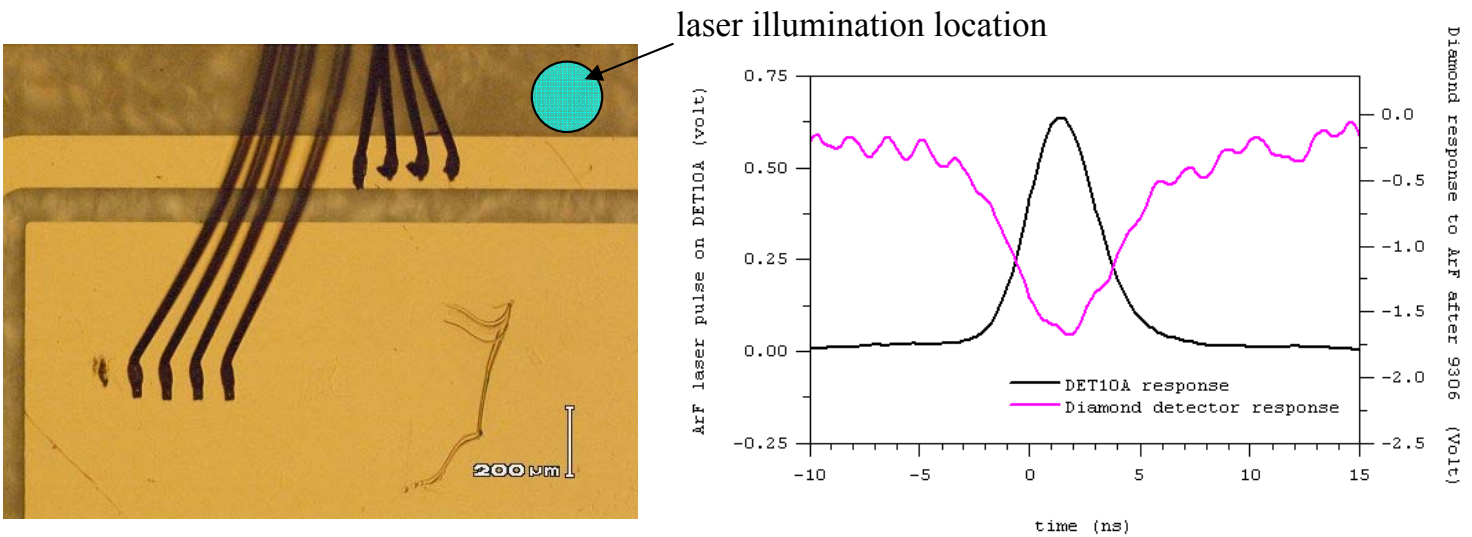 laser illumination location
200 µm
ArF laser pulse on DET10A (volt)
0.75
0.50
0.25
0.00
-0.25
Diamond response to ArF after 9306 (Volt)
0.0
-0.5
-1.0
-1.5
-2.0
-2.5
DET10A response
Diamond detector response
-10
-5
0
5
10
15
time (ns)